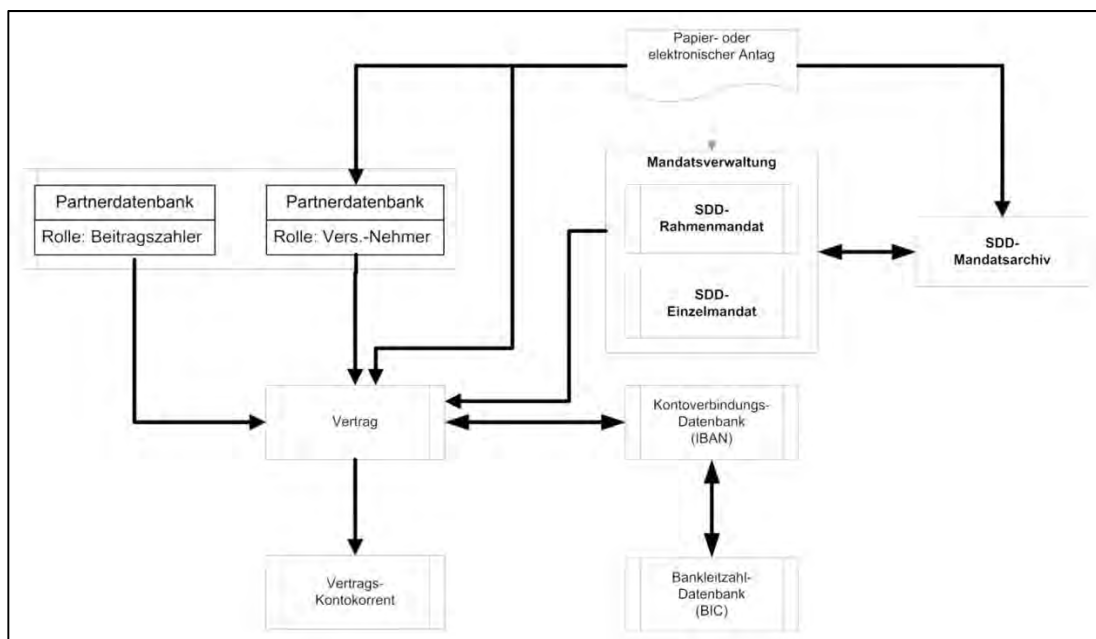 Papier- oder
elektronischer Antag
Mandatsverwaltung
Partnerdatenbank
Rolle: Beitragszahler
Partnerdatenbank
Rolle: Vers.-Nehmer
SDD-
Rahmenmandat
SDD-
Einzelmandat
SDD-
Mandatsarchiv
Vertrag
Kontoverbindungs-
Datenbank
(IBAN)
Vertrags-
Kontokorrent
Bankleitzahl-
Datenbank
(BIC)